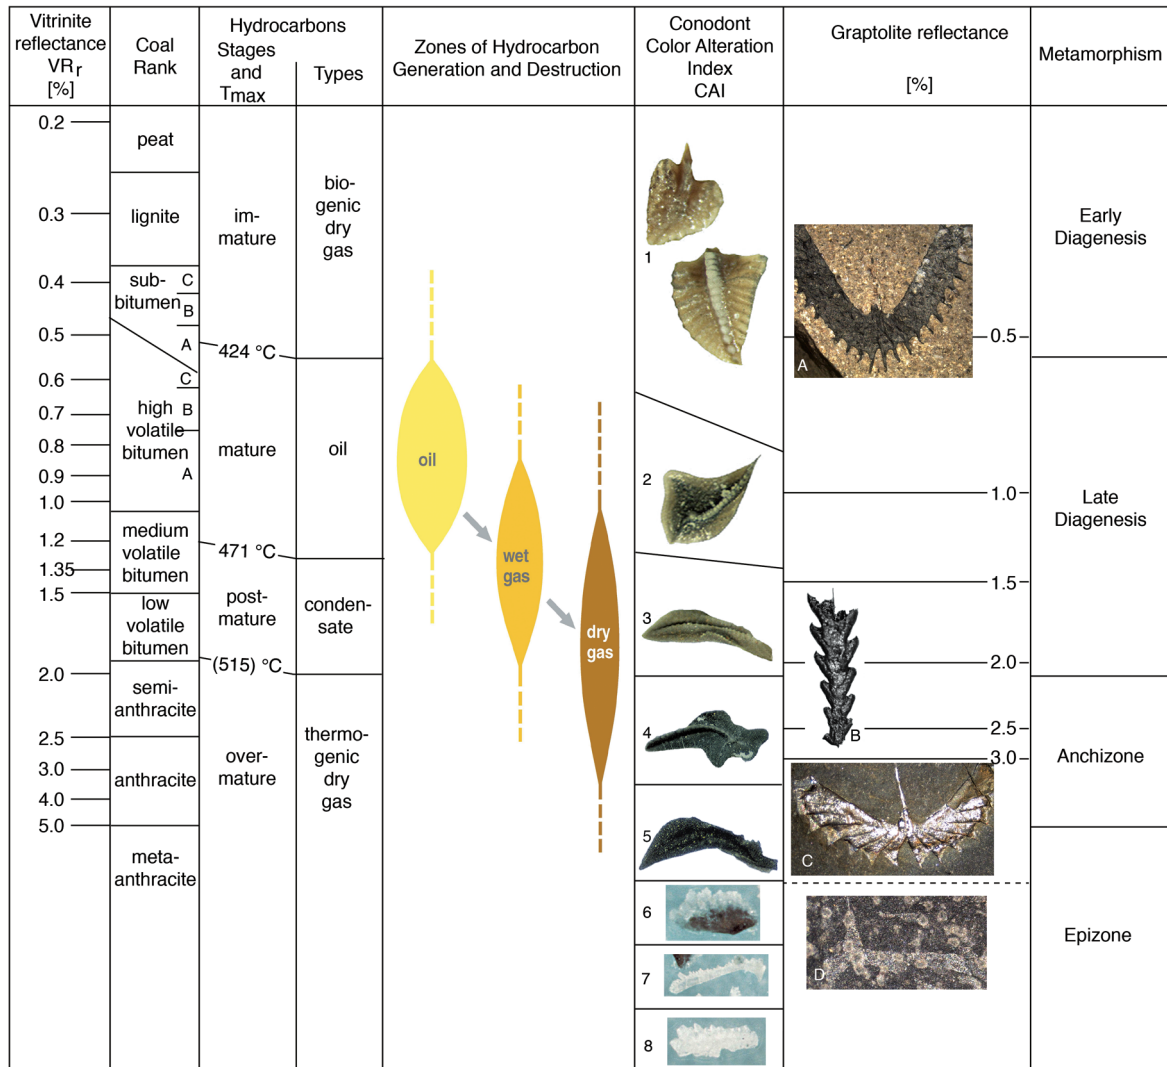 Vitrinite
reflectance
VRr
[%]
Coal
Rank
Hydrocarbons
Stages
and
Tmax
Types
Zones of Hydrocarbon
Generation and Destruction
Conodont
Color Alteration
Index
CAI
Graptolite reflectance
[%]
Metamorphism
0.2
0.3
0.4
0.5
0.6
0.7
0.8
0.9
1.0
1.2
1.35
1.5
2.0
2.5
3.0
4.0
5.0
peat
lignite
sub-
bitumen
C
B
A
C
B
A
high
volatile
bitumen
medium
volatile
bitumen
low
volatile
bitumen
semi-
anthracite
anthracite
meta-
anthracite
im-
mature
424 °C
mature
471 °C
post-
mature
(515) °C
over-
mature
bio-
genic
dry
gas
oil
conden-
sate
thermo-
genic
dry
gas
oil
wet
gas
dry
gas
1
2
3
4
5
6
7
8
A
0.5
1.0
1.5
2.0
2.5
B
3.0
C
D
Early
Diagenesis
Late
Diagenesis
Anchizone
Epizone